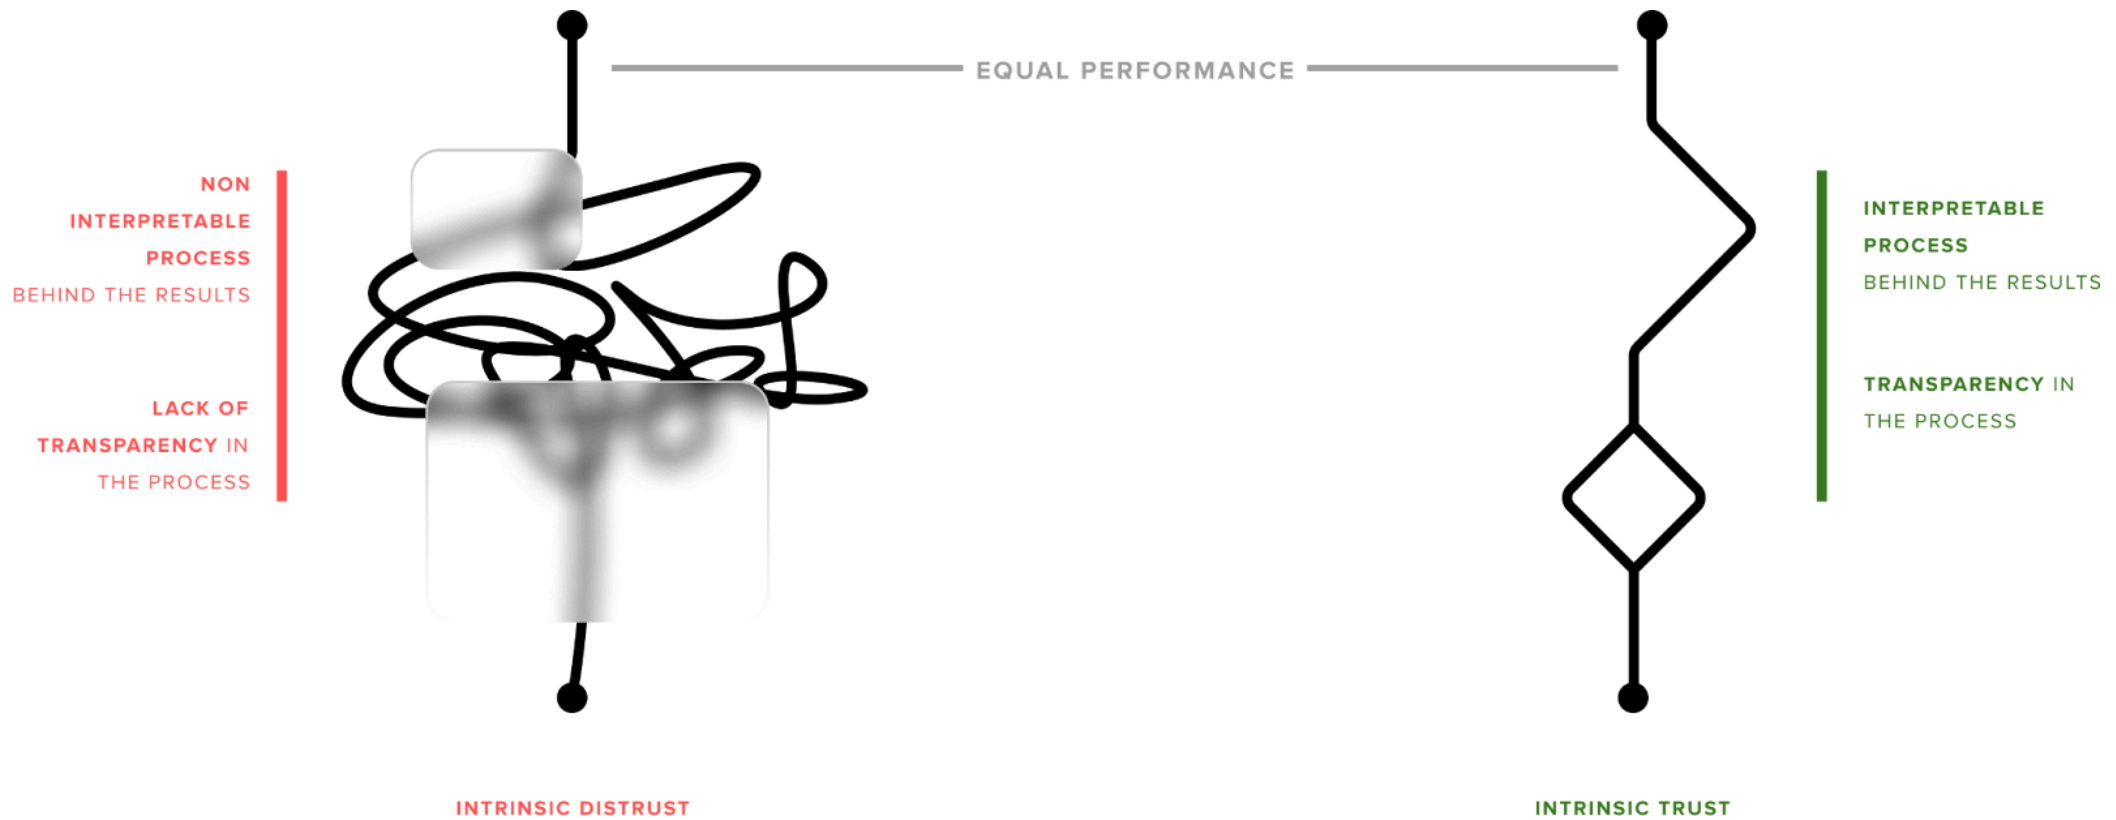 EQUAL PERFORMANCE
NON
INTERPRETABLE
PROCESS
BEHIND THE RESULTS
LACK OF
TRANSPARENCY IN
THE PROCESS
INTERPRETABLE
PROCESS
BEHIND THE RESULTS
TRANSPARENCY IN
THE PROCESS
INTRINSIC DISTRUST
INTRINSIC TRUST